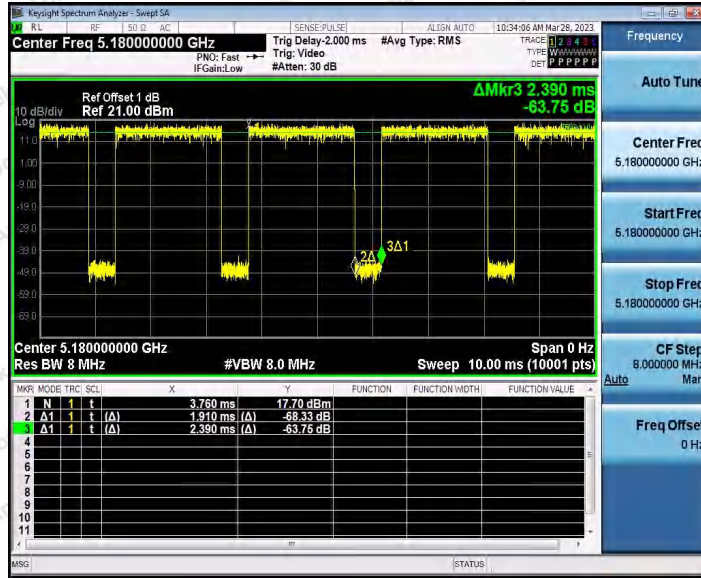 Keysight Spectrum Analyzer - Swept SA
RL RF 50 Ω AC SENSE:PULSE ALIGN AUTO 10:34:06 AM Mar 28, 2023
Center Freq 5.180000000 GHz
PNO: Fast
IFGain:Low
Trig Delay-2.000 ms
Trig: Video
#Atten: 30 dB
#Avg Type: RMS
TRACE 1 2 3 4 5 6
TYPE WWWWWW
DET P P P P P P
ΔMkr3 2.390 ms
-63.75 dB
Ref Offset 1 dB
10 dB/div Ref 21.00 dBm
Log
11.0
1.00
-9.00
-19.0
-29.0
-39.0
-49.0
-59.0
-69.0
2Δ 3Δ1
Center 5.180000000 GHz Span 0 Hz
Res BW 8 MHz #VBW 8.0 MHz Sweep 10.00 ms (10001 pts)
MKR MODE TRC SCL X Y FUNCTION FUNCTION WIDTH FUNCTION VALUE
1 N 1 t 3.760 ms 17.70 dBm
2 Δ1 1 t (Δ) 1.910 ms (Δ) -68.33 dB
3 Δ1 1 t (Δ) 2.390 ms (Δ) -63.75 dB
4
5
6
7
8
9
10
11
MSG STATUS
Frequency
Auto Tune
Center Freq
5.180000000 GHz
Start Freq
5.180000000 GHz
Stop Freq
5.180000000 GHz
CF Step
8.000000 MHz
Auto Man
Freq Offset
0 Hz